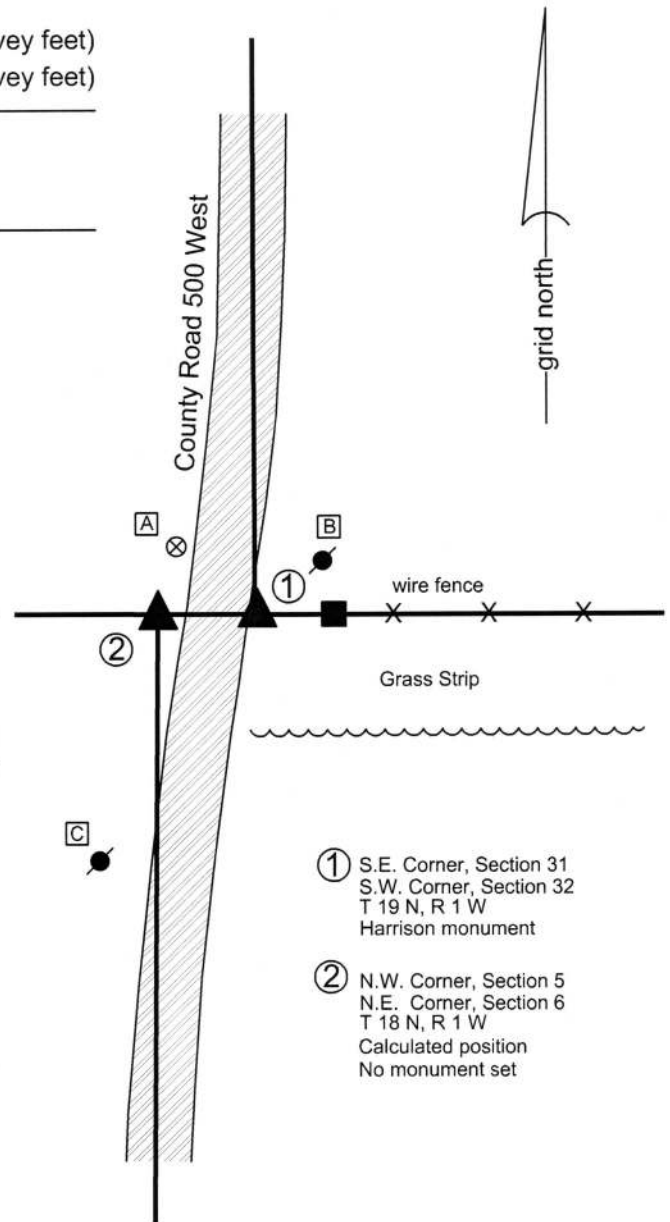 vey feet)
vey feet)
County Road 500 West
grid north
A
B
1
wire fence
2
Grass Strip
C
1 S.E. Corner, Section 31
S.W. Corner, Section 32
T 19 N, R 1 W
Harrison monument
2 N.W. Corner, Section 5
N.E. Corner, Section 6
T 18 N, R 1 W
Calculated position
No monument set